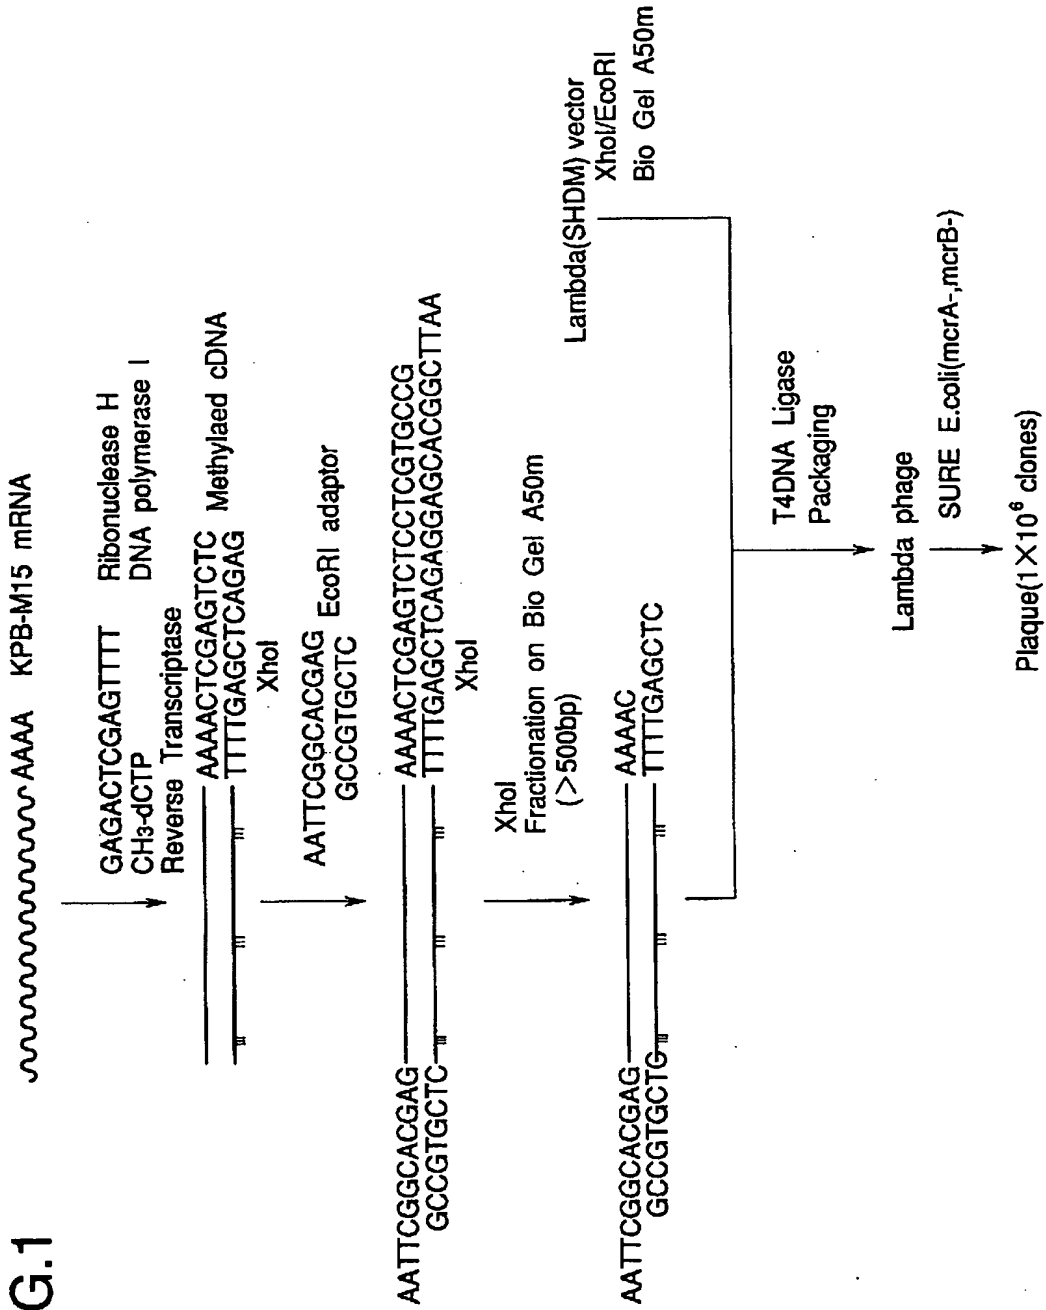 G.1
AAAA KPB-M15 mRNA
GAGACTCGAGTTTT Ribonuclease H
CH3-dCTP DNA polymerase I
Reverse Transcriptase
AAAACTCGAGTCTC Methylaed cDNA
TTTTGAGCTCAGAG
XhoI
AATTCGGCACGAG EcoRI adaptor
GCCGTGCTC
AATTCGGCACGAG AAAACTCGAGTCTCCTCGTGCCG
GCCGTGCTC TTTTGAGCTCAGAGGAGCACGGCTTAA
XhoI
XhoI
Fractionation on Bio Gel A50m
(>500bp)
AATTCGGCACGAG AAAAC
GCCGTGCTG TTTTGAGCTC
Lambda(SHDM) vector
XhoI/EcoRI
Bio Gel A50m
T4DNA Ligase
Packaging
Lambda phage
SURE E.coli(mcrA-,mcrB-)
Plaque(1×10⁶ clones)